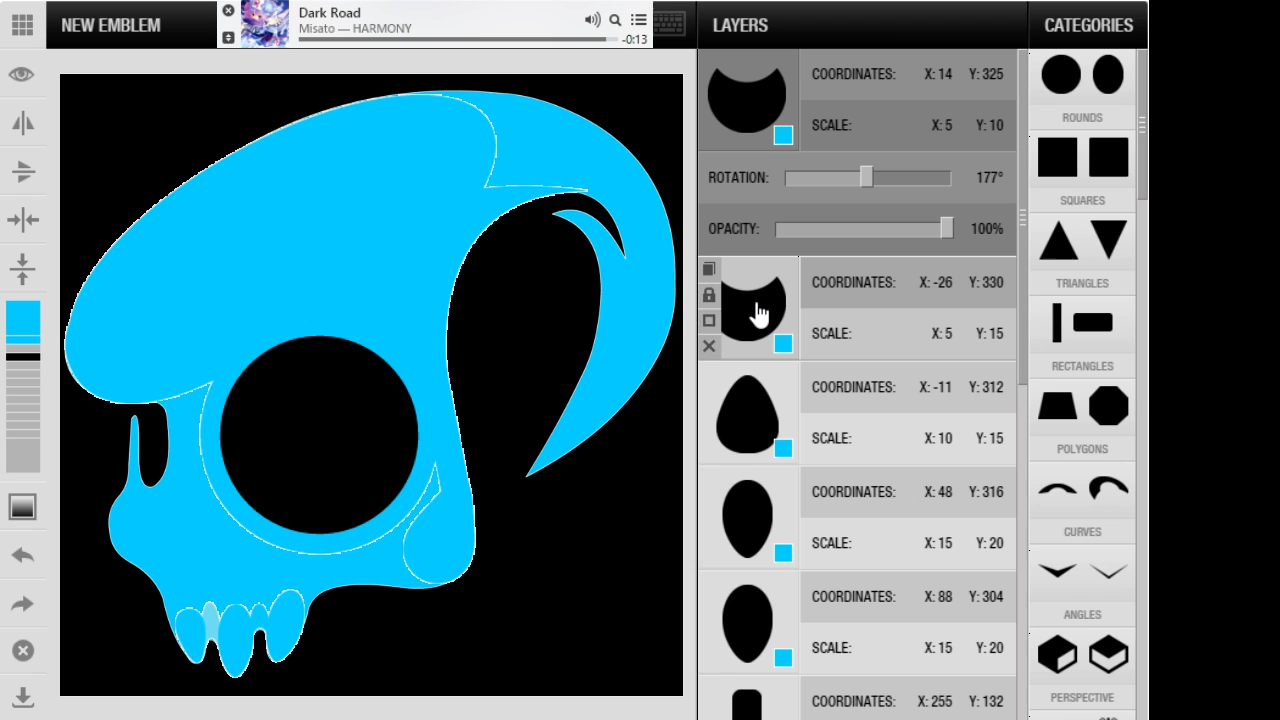 NEW EMBLEM
Dark Road
Misato — HARMONY
-0:13
LAYERS
CATEGORIES
COORDINATES: X: 14 Y: 325
SCALE: X: 5 Y: 10
ROTATION: 177°
OPACITY: 100%
COORDINATES: X: -26 Y: 330
SCALE: X: 5 Y: 15
COORDINATES: X: -11 Y: 312
SCALE: X: 10 Y: 15
COORDINATES: X: 48 Y: 316
SCALE: X: 15 Y: 20
COORDINATES: X: 88 Y: 304
SCALE: X: 15 Y: 20
COORDINATES: X: 255 Y: 132
ROUNDS
SQUARES
TRIANGLES
RECTANGLES
POLYGONS
CURVES
ANGLES
PERSPECTIVE